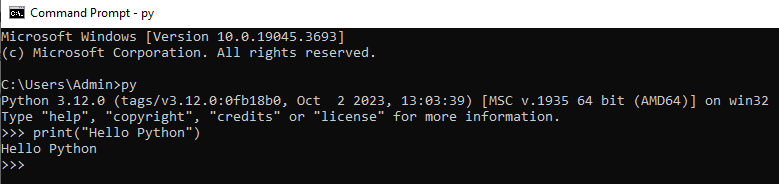 Command Prompt - py
Microsoft Windows [Version 10.0.19045.3693]
(c) Microsoft Corporation. All rights reserved.
C:\Users\Admin>py
Python 3.12.0 (tags/v3.12.0:0fb18b0, Oct  2 2023, 13:03:39) [MSC v.1935 64 bit (AMD64)] on win32
Type "help", "copyright", "credits" or "license" for more information.
>>> print("Hello Python")
Hello Python
>>>